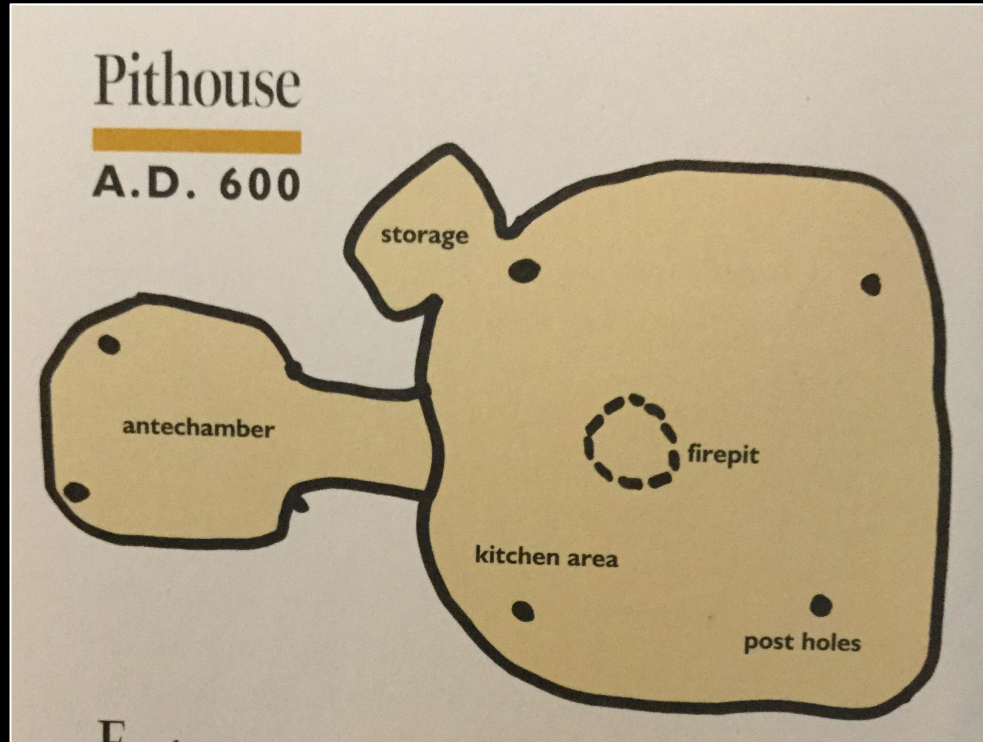 Pithouse
A.D. 600
storage
antechamber
firepit
kitchen area
post holes